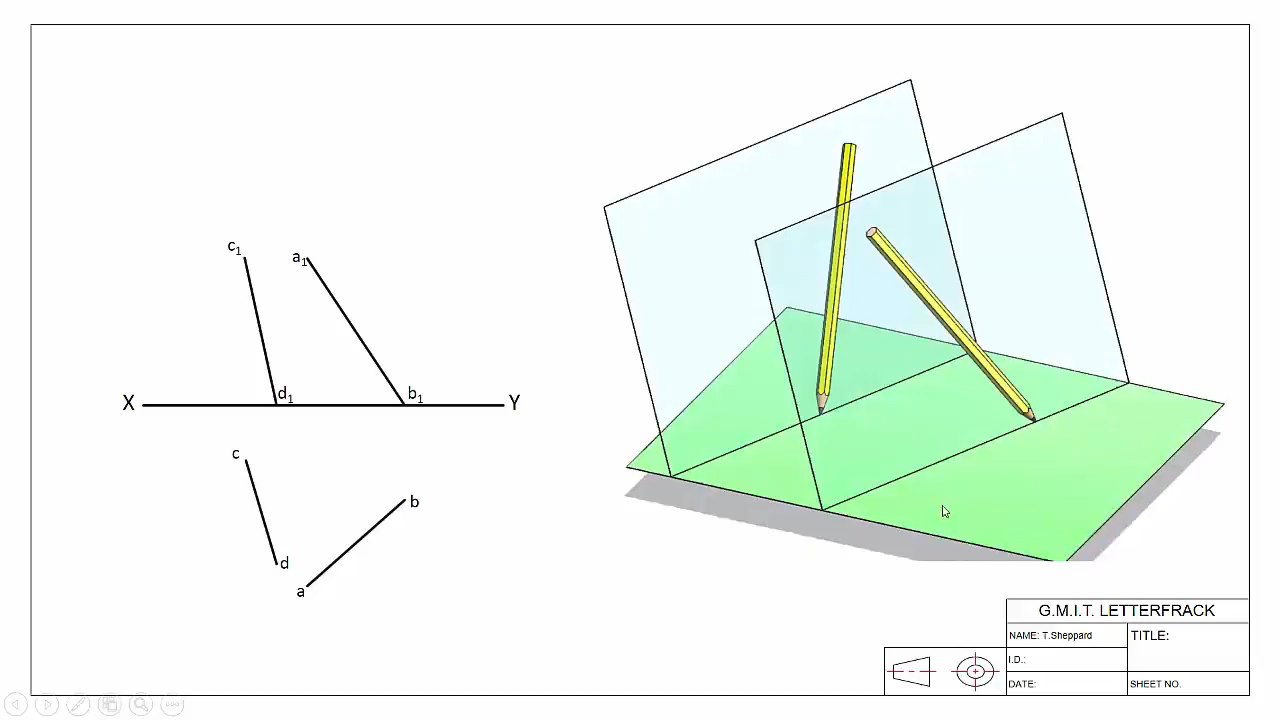 c1
a1
d1
b1
X
Y
c
b
d
a
G.M.I.T. LETTERFRACK
NAME: T.Sheppard
TITLE:
I.D.:
DATE:
SHEET NO.